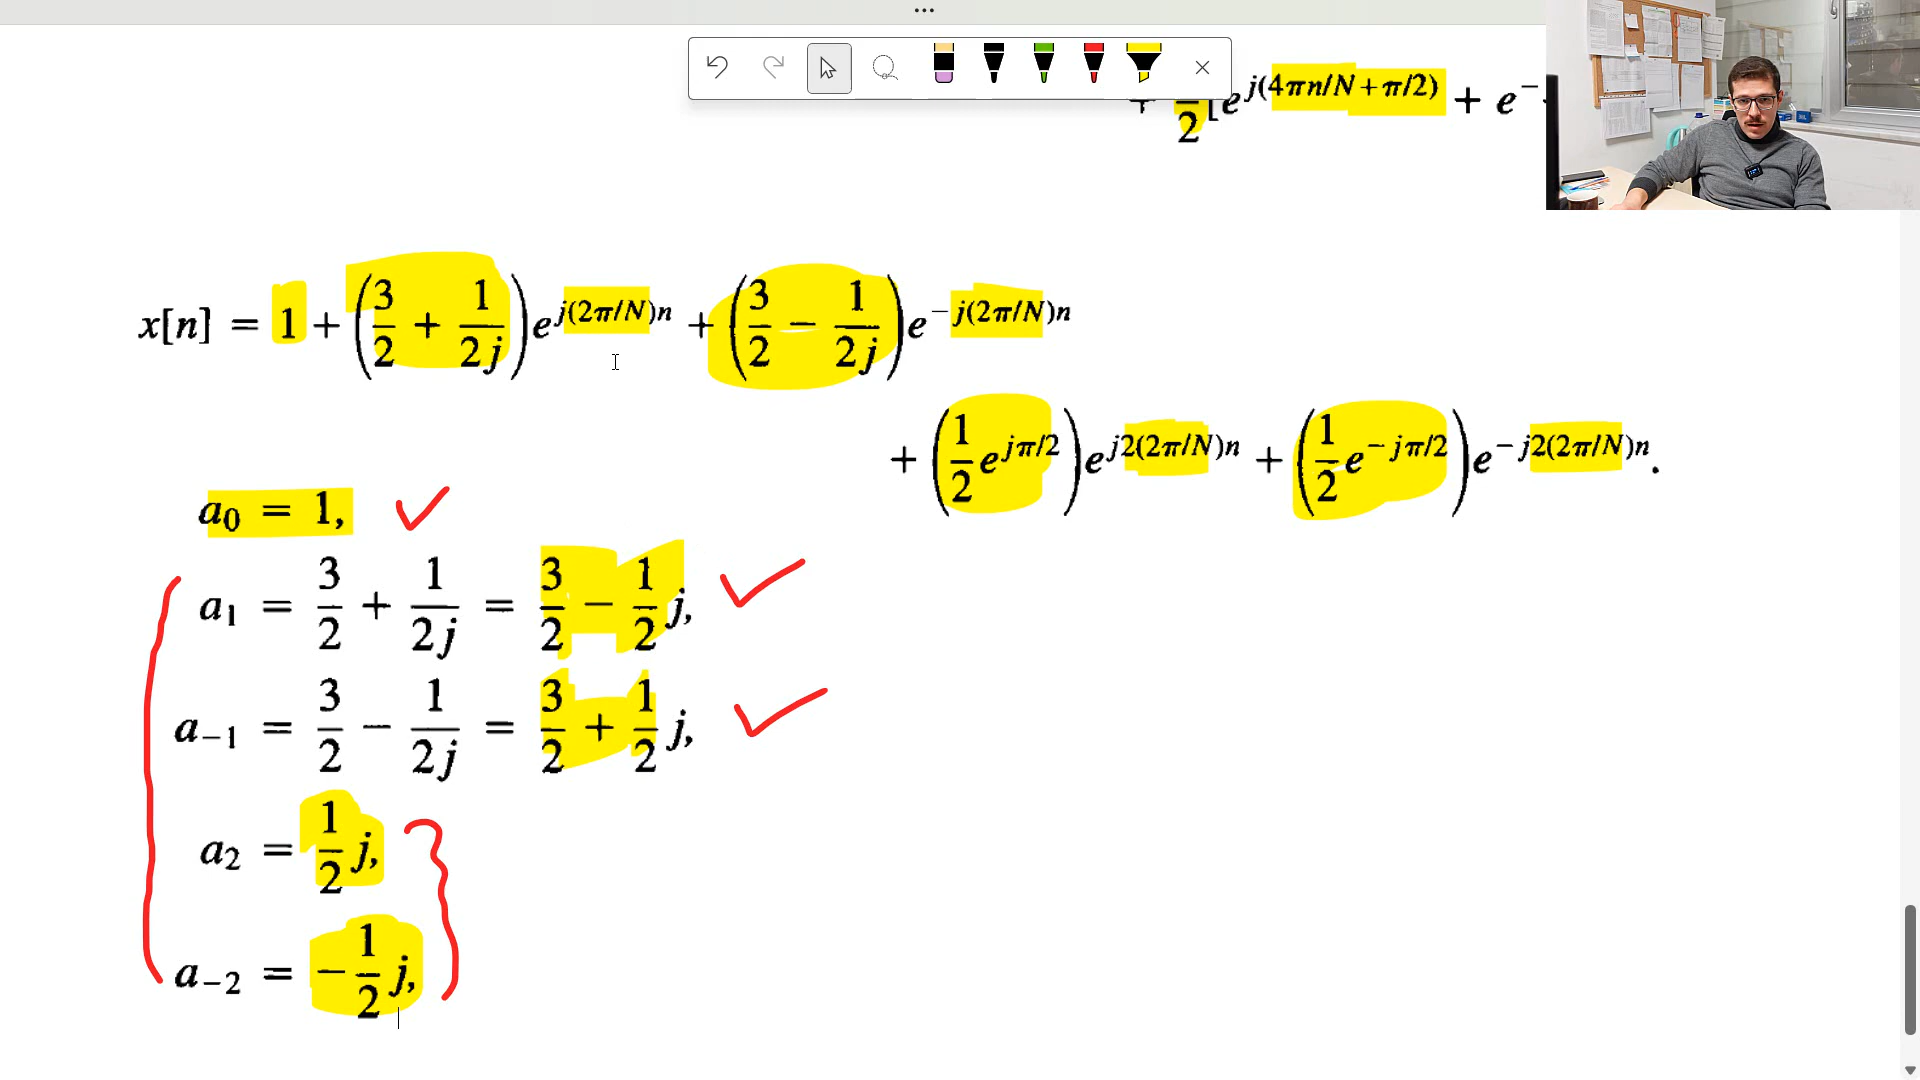 ...
+ 1/2 [e^{j(4πn/N + π/2)} + e^{-
x[n] = 1 + (3/2 + 1/2j) e^{j(2π/N)n} + (3/2 − 1/2j) e^{−j(2π/N)n}
+ (1/2 e^{jπ/2}) e^{j2(2π/N)n} + (1/2 e^{−jπ/2}) e^{−j2(2π/N)n}.
a_0 = 1,
a_1 = 3/2 + 1/2j = 3/2 − 1/2 j,
a_{−1} = 3/2 − 1/2j = 3/2 + 1/2 j,
a_2 = 1/2 j,
a_{−2} = −1/2 j,